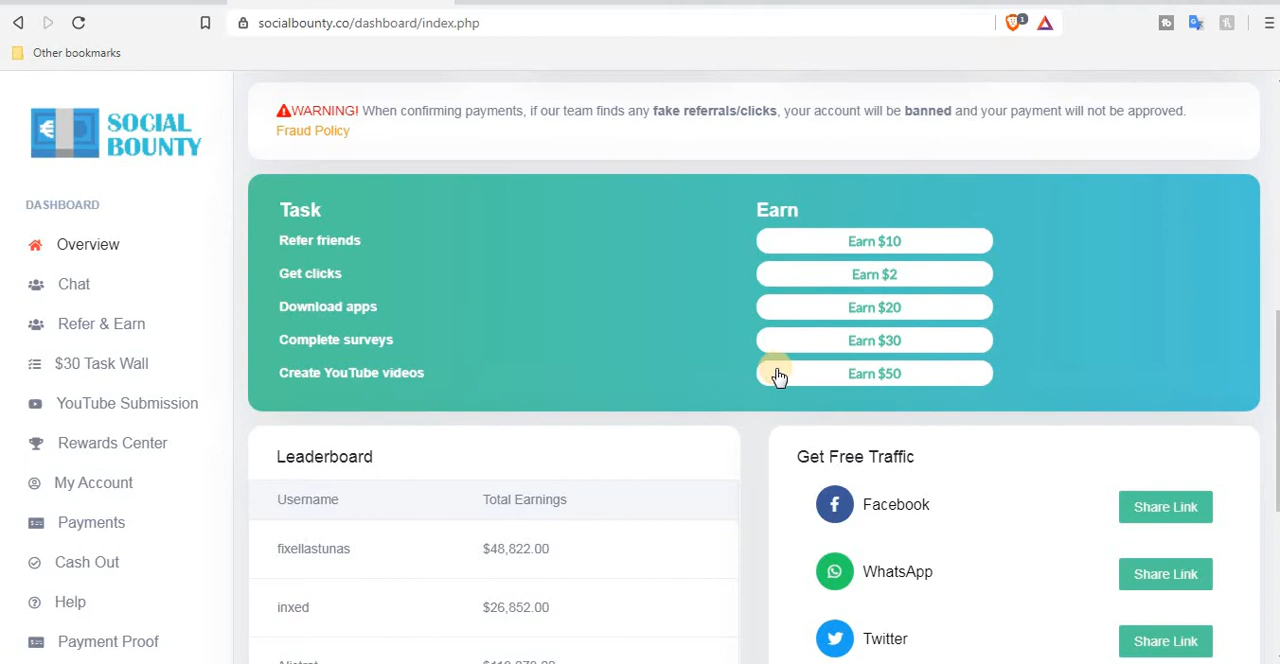 socialbounty.co/dashboard/index.php
1
Other bookmarks
SOCIAL
BOUNTY
DASHBOARD
Overview
Chat
Refer & Earn
$30 Task Wall
YouTube Submission
Rewards Center
My Account
Payments
Cash Out
Help
Payment Proof
WARNING! When confirming payments, if our team finds any fake referrals/clicks, your account will be banned and your payment will not be approved.
Fraud Policy
Task Earn
Refer friends Earn $10
Get clicks Earn $2
Download apps Earn $20
Complete surveys Earn $30
Create YouTube videos Earn $50
Leaderboard
Username Total Earnings
fixellastunas $48,822.00
inxed $26,852.00
Get Free Traffic
Facebook Share Link
WhatsApp Share Link
Twitter Share Link